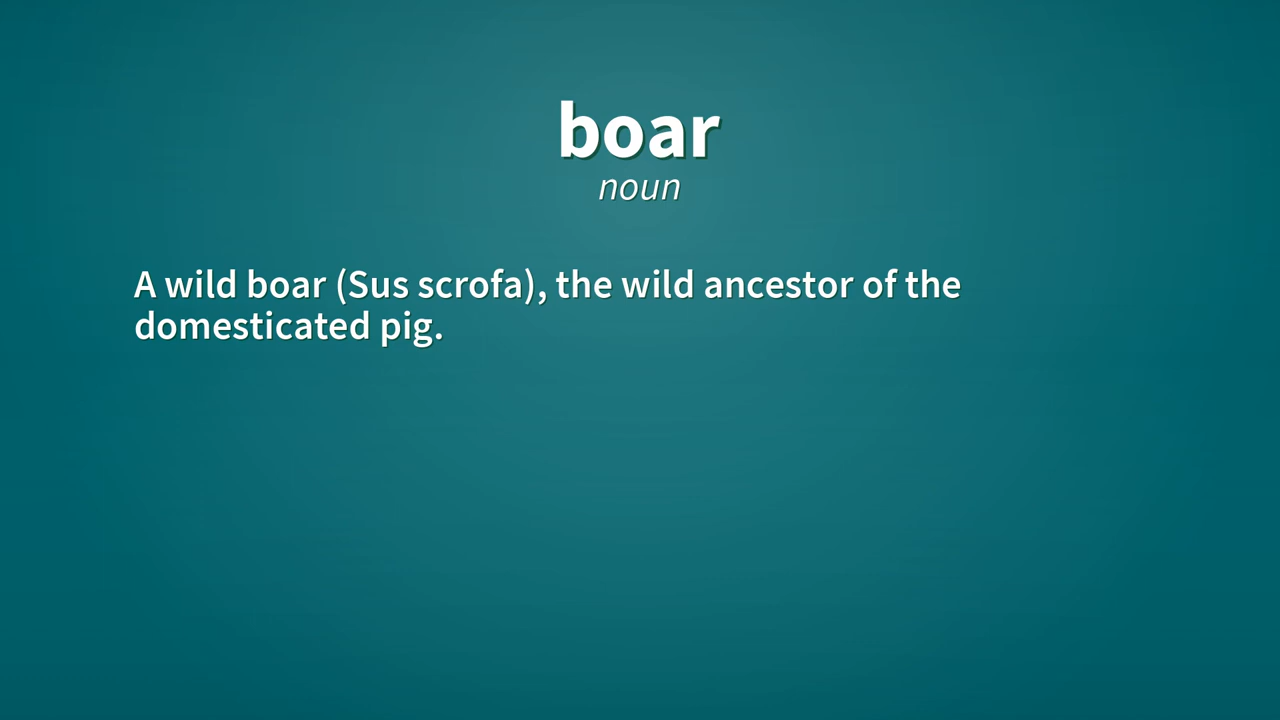 boar
noun
A wild boar (Sus scrofa), the wild ancestor of the
domesticated pig.